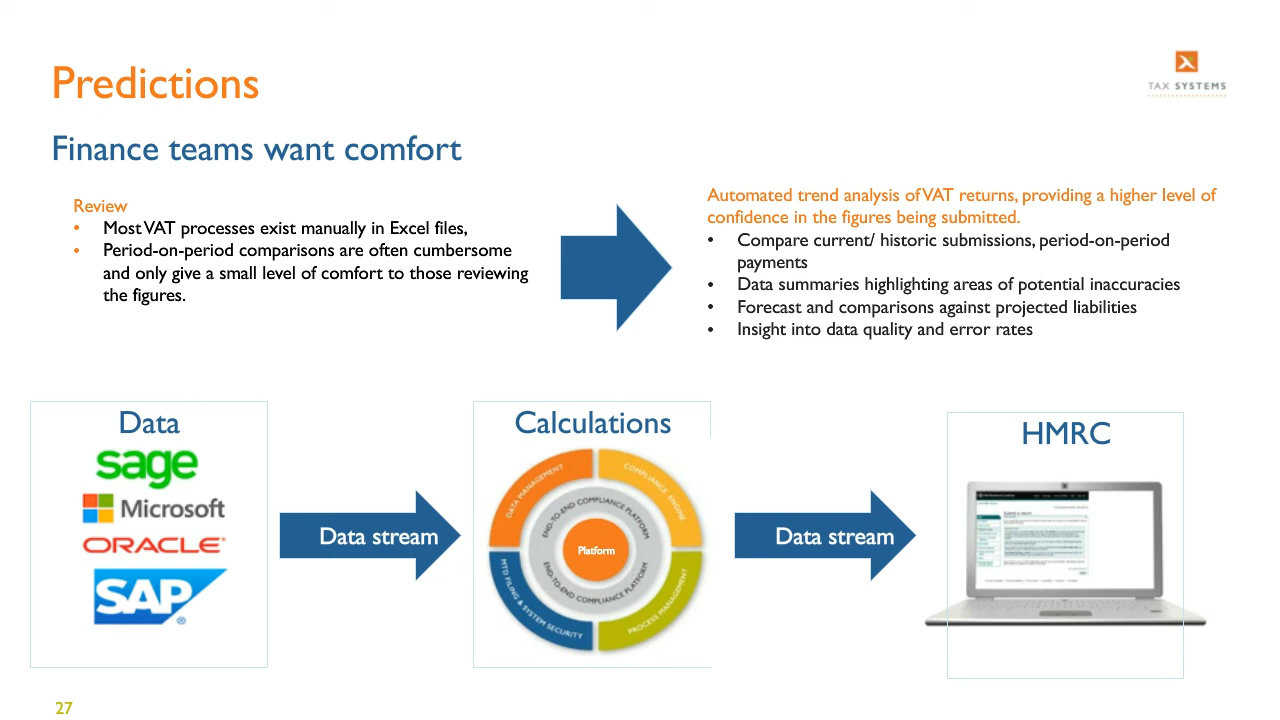 Predictions
TAX SYSTEMS
Finance teams want comfort
Review
• Most VAT processes exist manually in Excel files,
• Period-on-period comparisons are often cumbersome
and only give a small level of comfort to those reviewing
the figures.
Automated trend analysis of VAT returns, providing a higher level of
confidence in the figures being submitted.
• Compare current/ historic submissions, period-on-period
payments
• Data summaries highlighting areas of potential inaccuracies
• Forecast and comparisons against projected liabilities
• Insight into data quality and error rates
Data
sage
Microsoft
ORACLE
SAP
Data stream
Calculations
DATA MANAGEMENT
COMPLIANCE ENGINE
END-TO-END COMPLIANCE PLATFORM
Platform
END-TO-END COMPLIANCE PLATFORM
MTD FILING & SYSTEM SECURITY
PROCESS MANAGEMENT
Data stream
HMRC
27